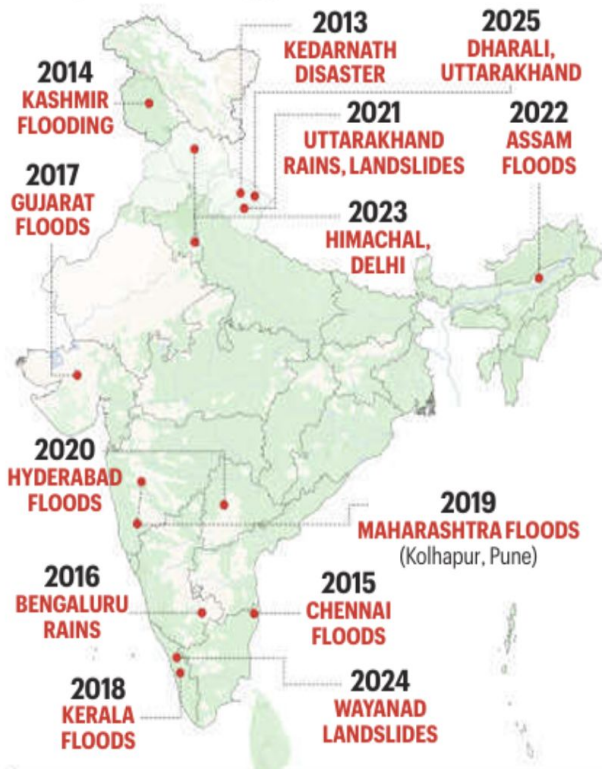 2013
KEDARNATH
DISASTER
2025
DHARALI,
UTTARAKHAND
2014
KASHMIR
FLOODING
2021
UTTARAKHAND
RAINS, LANDSLIDES
2022
ASSAM
FLOODS
2017
GUJARAT
FLOODS
2023
HIMACHAL,
DELHI
2020
HYDERABAD
FLOODS
2019
MAHARASHTRA FLOODS
(Kolhapur, Pune)
2016
BENGALURU
RAINS
2015
CHENNAI
FLOODS
2018
KERALA
FLOODS
2024
WAYANAD
LANDSLIDES